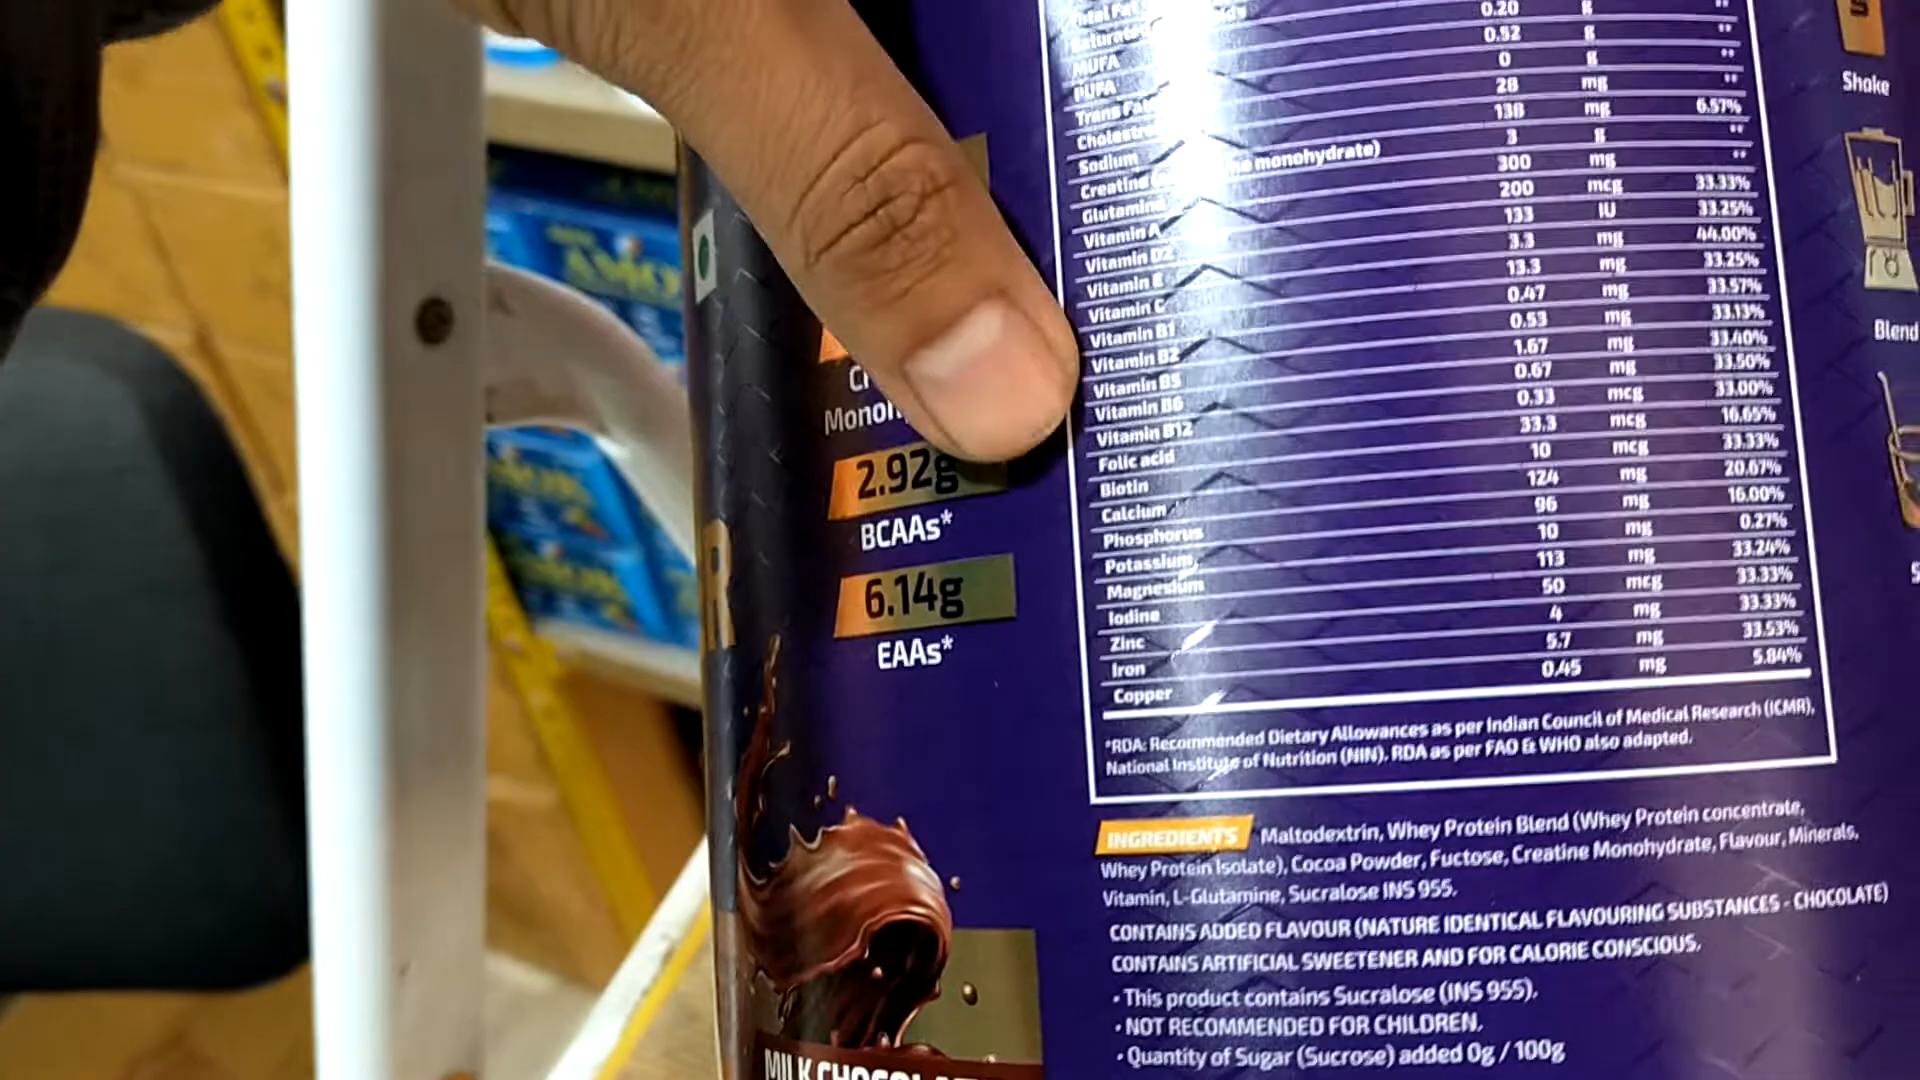 Total Fat
0.20 g **
Saturated
0.52 g **
MUFA
0 g **
PUFA
28 mg **
Trans Fat
138 mg 6.57%
3 g **
Sodium
Creatine monohydrate)
300 mg **
Glutamine
200 mcg 33.33%
Vitamin A
133 IU 33.25%
Vitamin D2
3.3 mg 44.00%
Vitamin E
13.3 mg 33.25%
Vitamin C
0.47 mg 33.57%
Vitamin B1
0.53 mg 33.13%
Vitamin B2
1.67 mg 33.40%
Vitamin B5
0.67 mg 33.50%
Vitamin B6
0.33 mcg 33.00%
Vitamin B12
33.3 mcg 16.65%
Folic acid
10 mcg 33.33%
Biotin
124 mg 20.67%
Calcium
96 mg 16.00%
Phosphorus
10 mg 0.27%
Potassium
113 mg 33.24%
Magnesium
50 mcg 33.33%
Iodine
4 mg 33.33%
Zinc
5.7 mg 33.53%
Iron
0.45 mg 5.84%
Copper
*RDA: Recommended Dietary Allowances as per Indian Council of Medical Research (ICMR),
National Institute of Nutrition (NIN). RDA as per FAO & WHO also adapted.
INGREDIENTS Maltodextrin, Whey Protein Blend (Whey Protein concentrate,
Whey Protein Isolate), Cocoa Powder, Fuctose, Creatine Monohydrate, Flavour, Minerals,
Vitamin, L-Glutamine, Sucralose INS 955.
CONTAINS ADDED FLAVOUR (NATURE IDENTICAL FLAVOURING SUBSTANCES - CHOCOLATE)
CONTAINS ARTIFICIAL SWEETENER AND FOR CALORIE CONSCIOUS.
• This product contains Sucralose (INS 955).
• NOT RECOMMENDED FOR CHILDREN.
• Quantity of Sugar (Sucrose) added 0g / 100g
2.92g
BCAAs*
6.14g
EAAs*
MILK
Shake
Blend